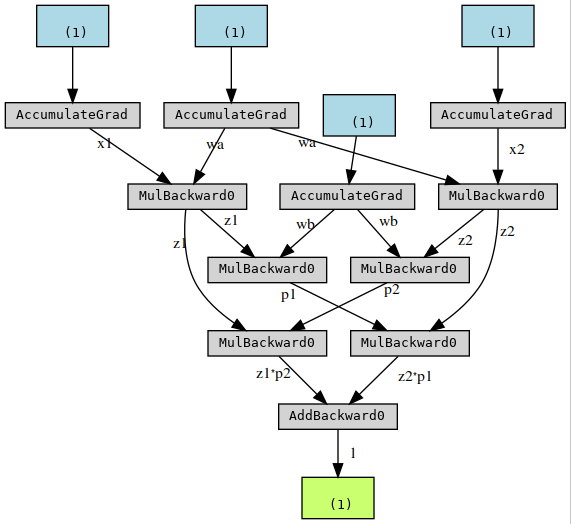 (1)
(1)
(1)
AccumulateGrad
AccumulateGrad
(1)
AccumulateGrad
x1
wa
wa
x2
MulBackward0
AccumulateGrad
MulBackward0
z1
z1
wb
wb
z2
z2
MulBackward0
MulBackward0
p1
p2
MulBackward0
MulBackward0
z1*p2
z2*p1
AddBackward0
l
(1)